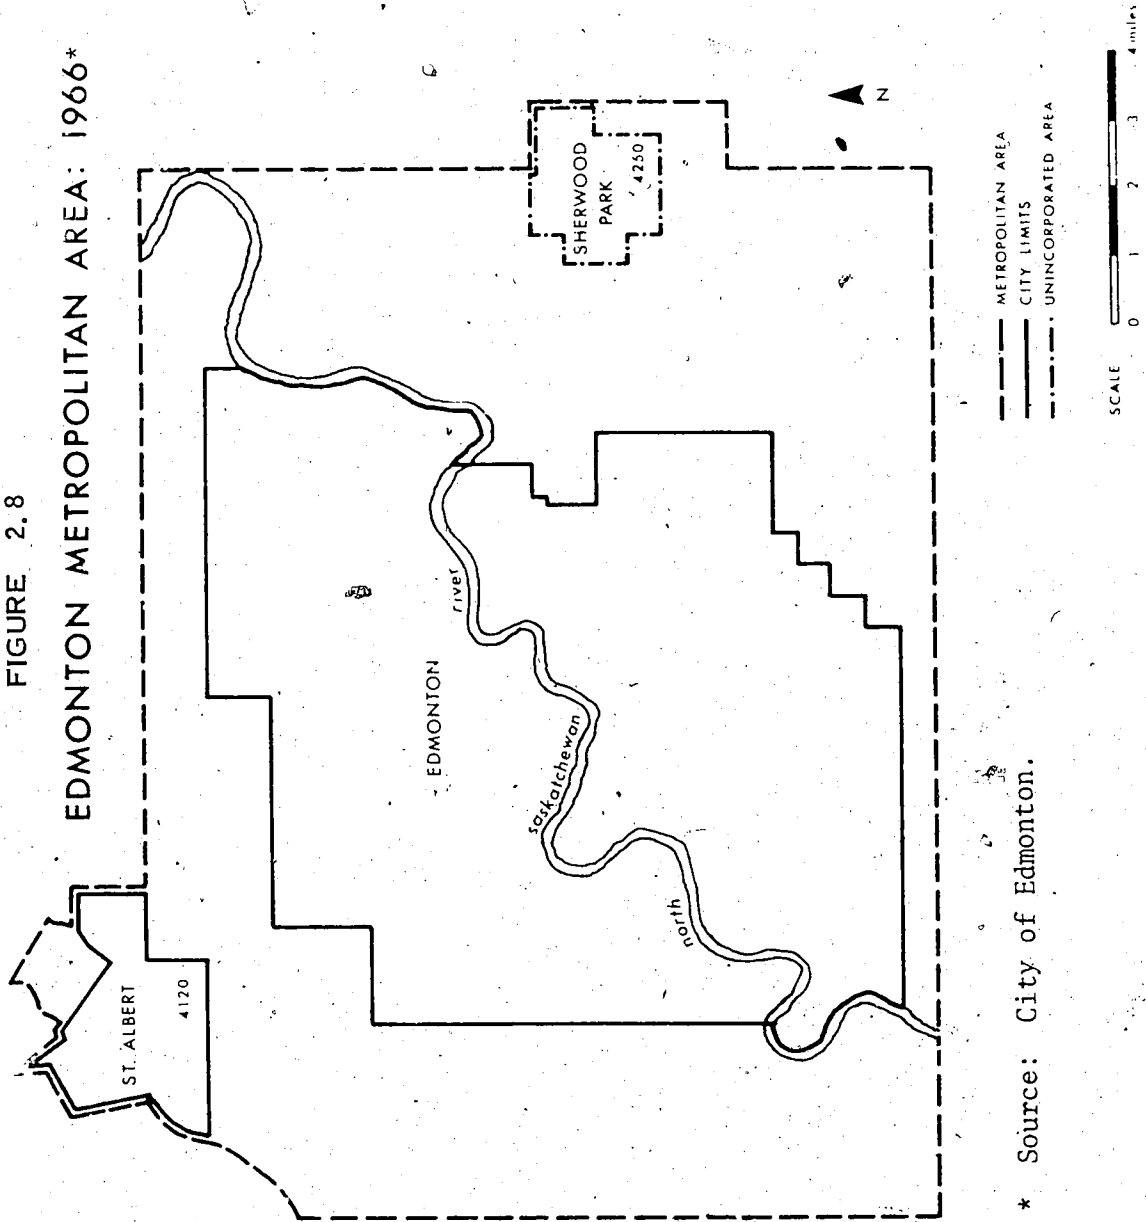 FIGURE 2.8
EDMONTON METROPOLITAN AREA: 1966*
ST. ALBERT
4120
EDMONTON
river
saskatchewan
north
SHERWOOD
PARK
4250
N
METROPOLITAN AREA
CITY LIMITS
UNINCORPORATED AREA
SCALE
0 1 2 3 4 miles
* Source: City of Edmonton.